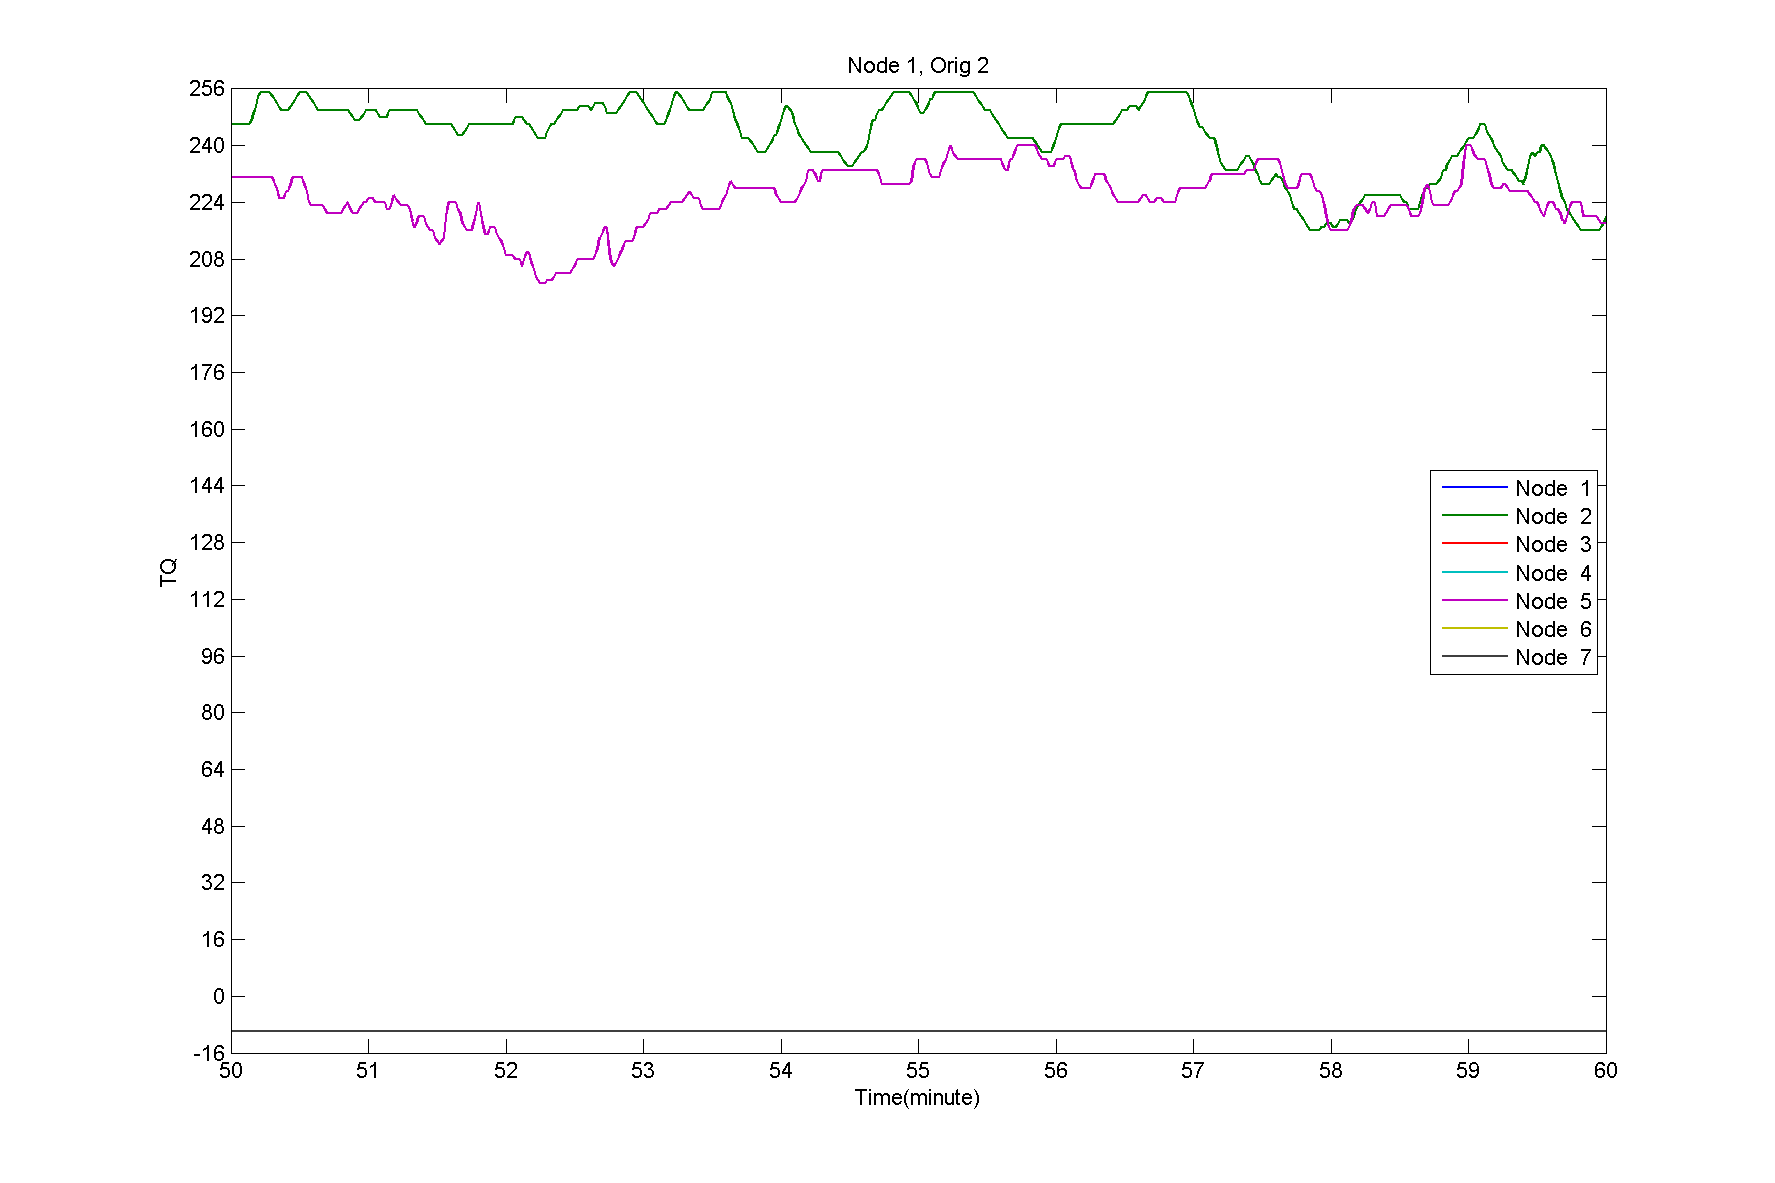 Node 1, Orig 2
256
240
224
208
192
176
160
144
128
112
96
80
64
48
32
16
0
-16
TQ
Node 1
Node 2
Node 3
Node 4
Node 5
Node 6
Node 7
50 51 52 53 54 55 56 57 58 59 60
Time(minute)